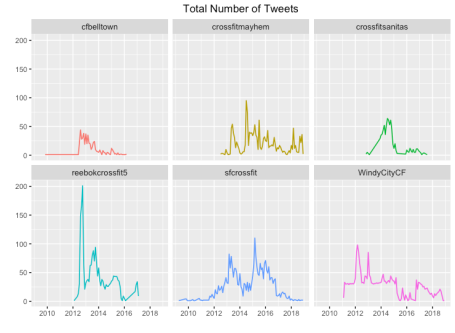 Total Number of Tweets
cfbelltown crossfitmayhem crossfitsanitas
200
150
100
50
0
reebokcrossfit5 sfcrossfit WindyCityCF
200
150
100
50
0
2010 2012 2014 2016 2018 2010 2012 2014 2016 2018 2010 2012 2014 2016 2018